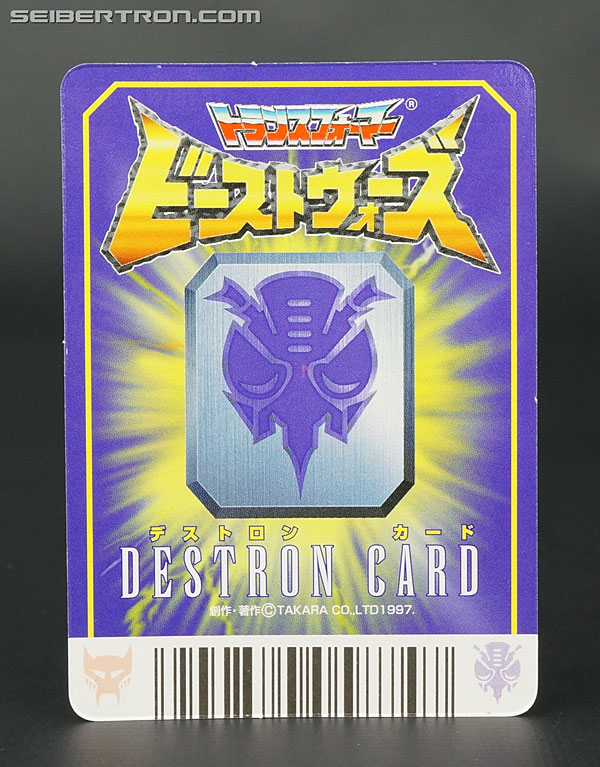 SEIBERTRON.COM
トランスフォーマー®
ビーストウォーズ
デストロン カード
DESTRON CARD
創作・著作©TAKARA CO.,LTD1997.